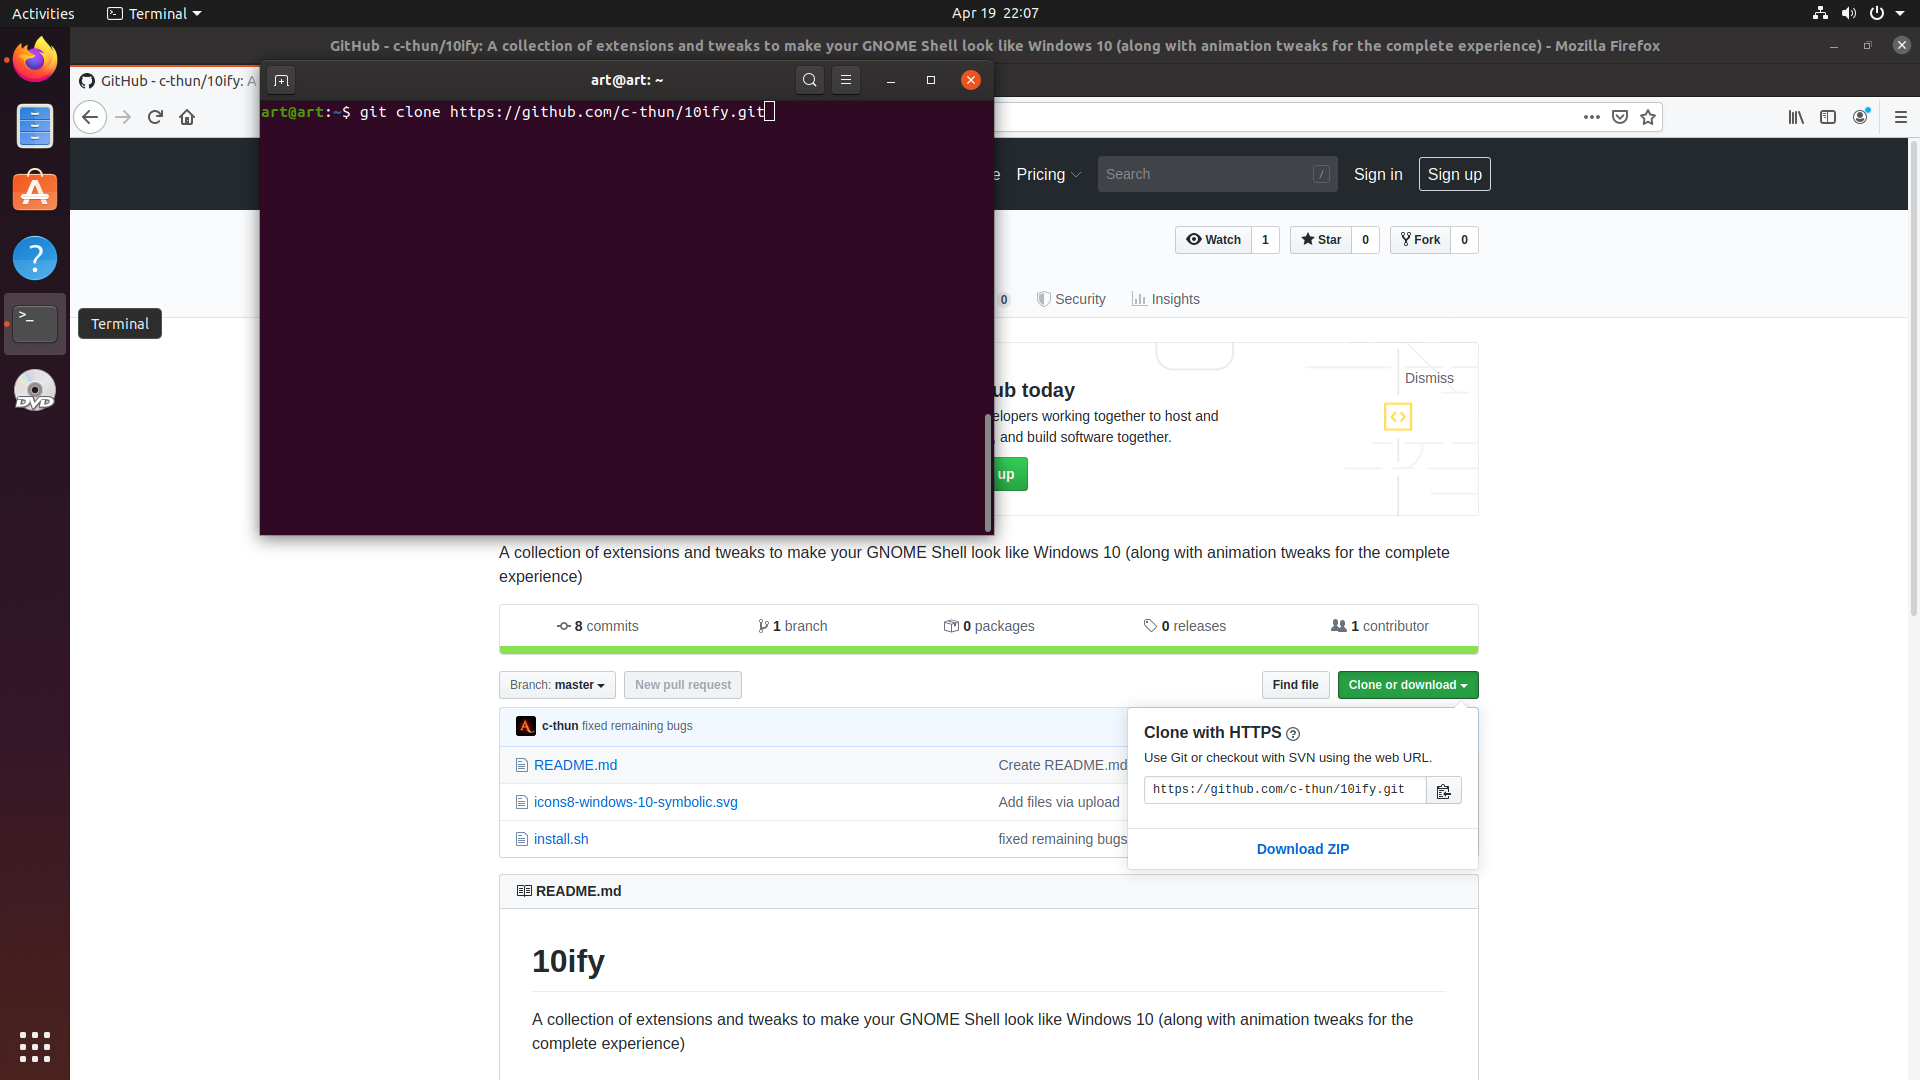 Activities
Terminal
Apr 19 22:07
GitHub - c-thun/10ify: A collection of extensions and tweaks to make your GNOME Shell look like Windows 10 (along with animation tweaks for the complete experience) - Mozilla Firefox
GitHub - c-thun/10ify: A
art@art: ~
art@art:~$ git clone https://github.com/c-thun/10ify.git
Pricing
Search
/
Sign in
Sign up
Watch 1
Star 0
Fork 0
0
Security
Insights
>_
Terminal
DVD
ub today
Dismiss
elopers working together to host and
, and build software together.
up
A collection of extensions and tweaks to make your GNOME Shell look like Windows 10 (along with animation tweaks for the complete
experience)
8 commits
1 branch
0 packages
0 releases
1 contributor
Branch: master
New pull request
Find file
Clone or download
c-thun fixed remaining bugs
README.md
Create README.md
icons8-windows-10-symbolic.svg
Add files via upload
install.sh
fixed remaining bugs
Clone with HTTPS ?
Use Git or checkout with SVN using the web URL.
https://github.com/c-thun/10ify.git
Download ZIP
README.md
10ify
A collection of extensions and tweaks to make your GNOME Shell look like Windows 10 (along with animation tweaks for the
complete experience)